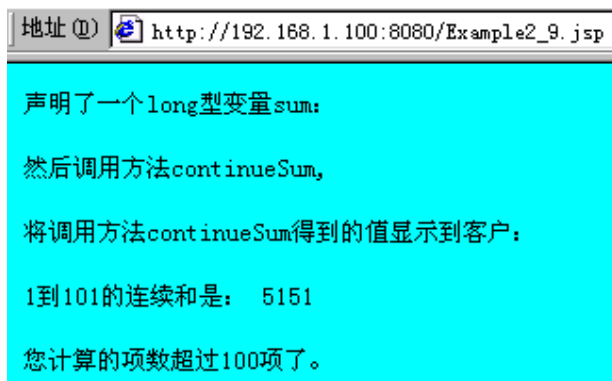 地址(D) http://192.168.1.100:8080/Example2_9.jsp
声明了一个long型变量sum:
然后调用方法continueSum,
将调用方法continueSum得到的值显示到客户:
1到101的连续和是: 5151
您计算的项数超过100项了。